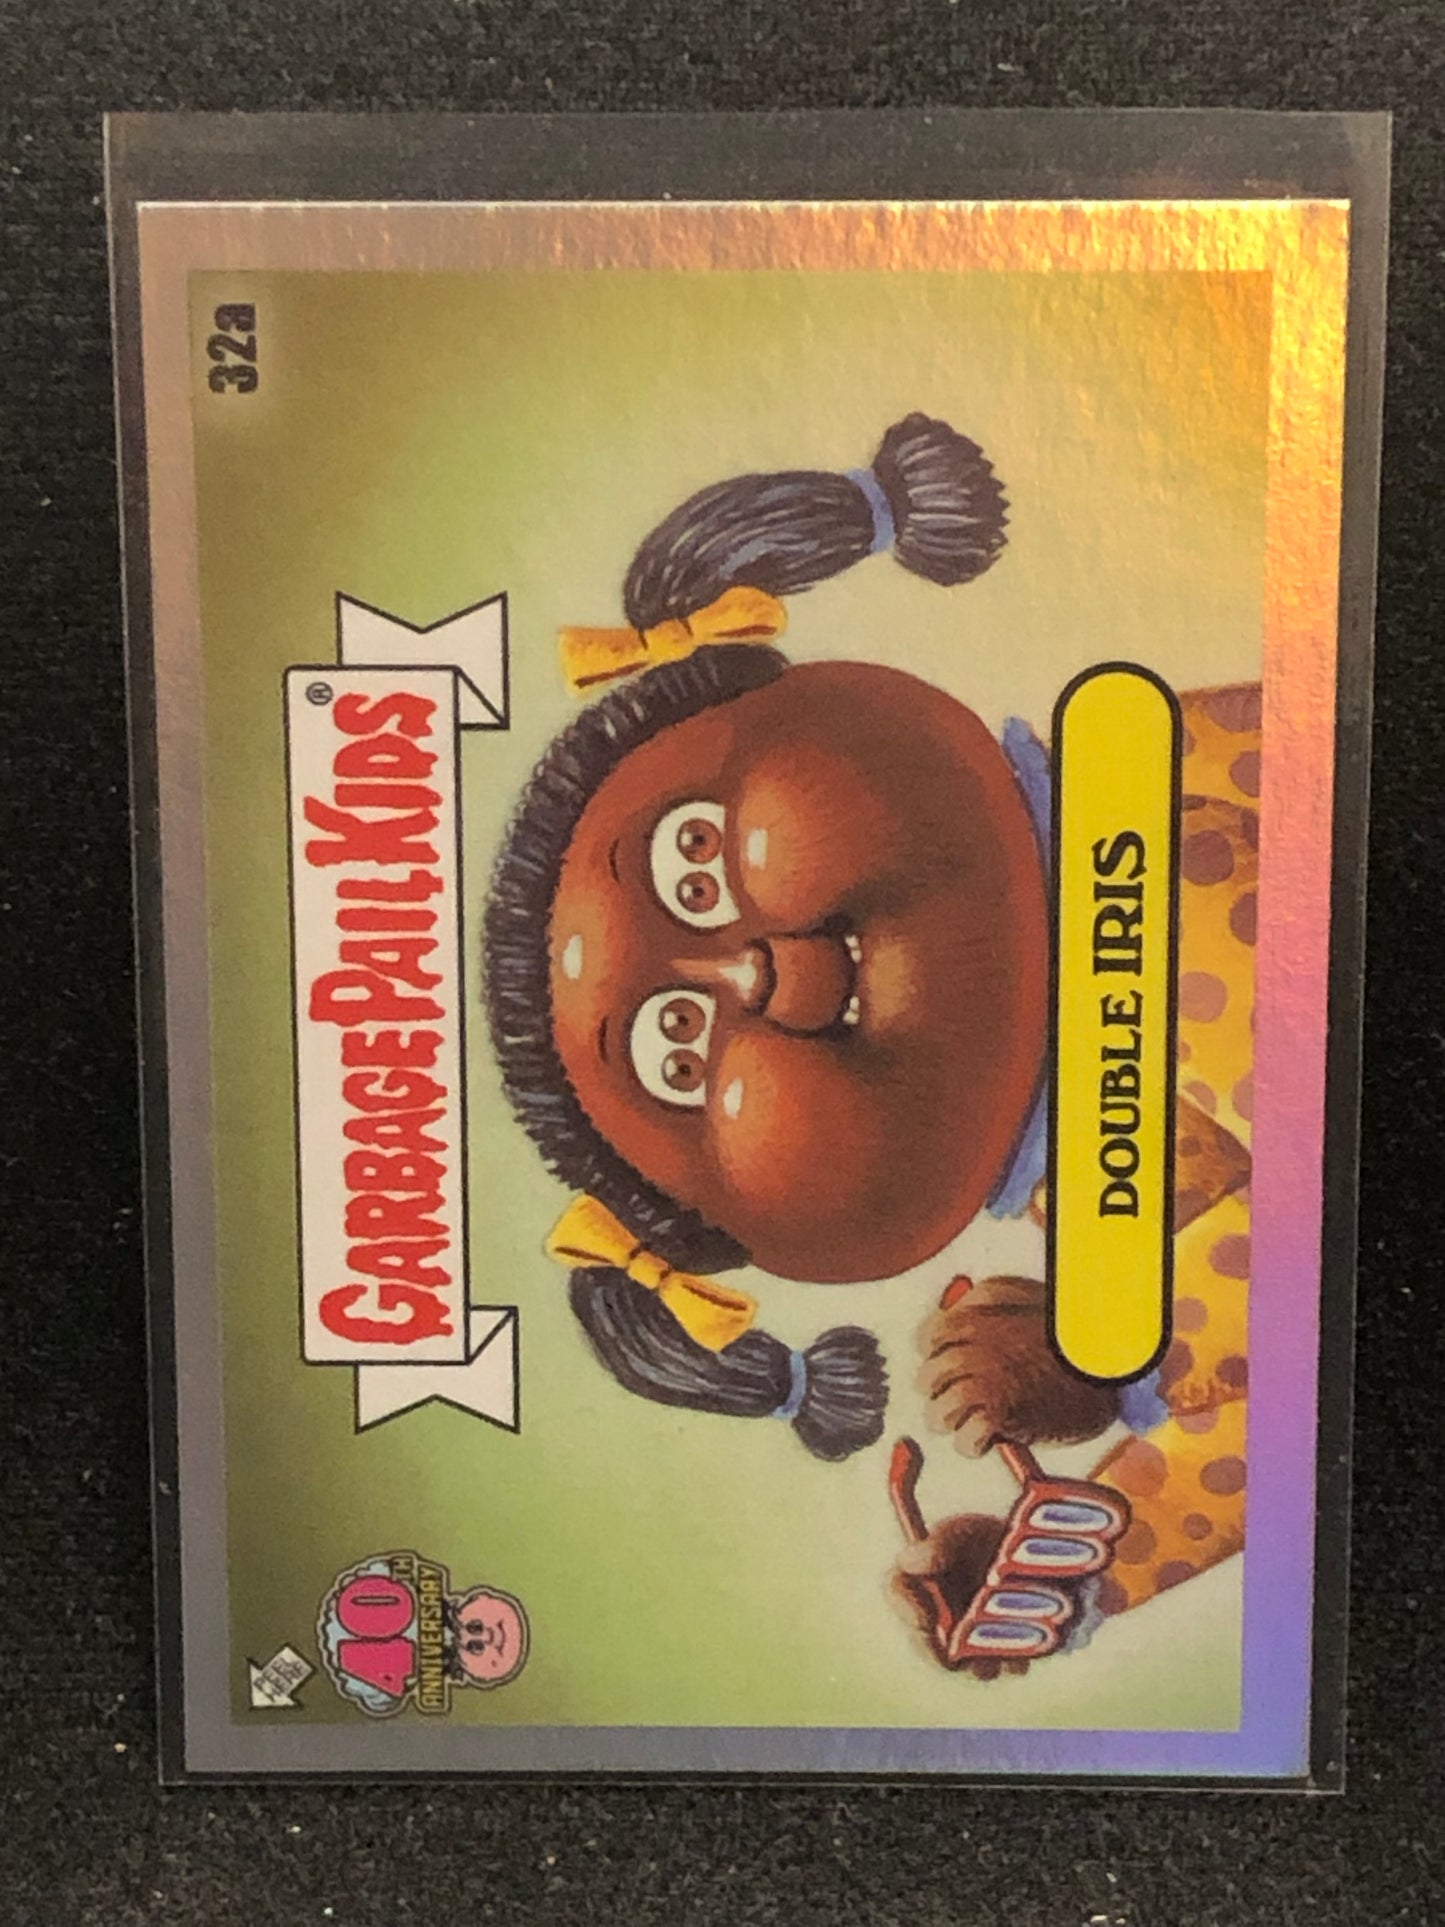 32a
GARBAGE PAIL KIDS®
PEEL
HERE
40TH
ANNIVERSARY
DOUBLE IRIS